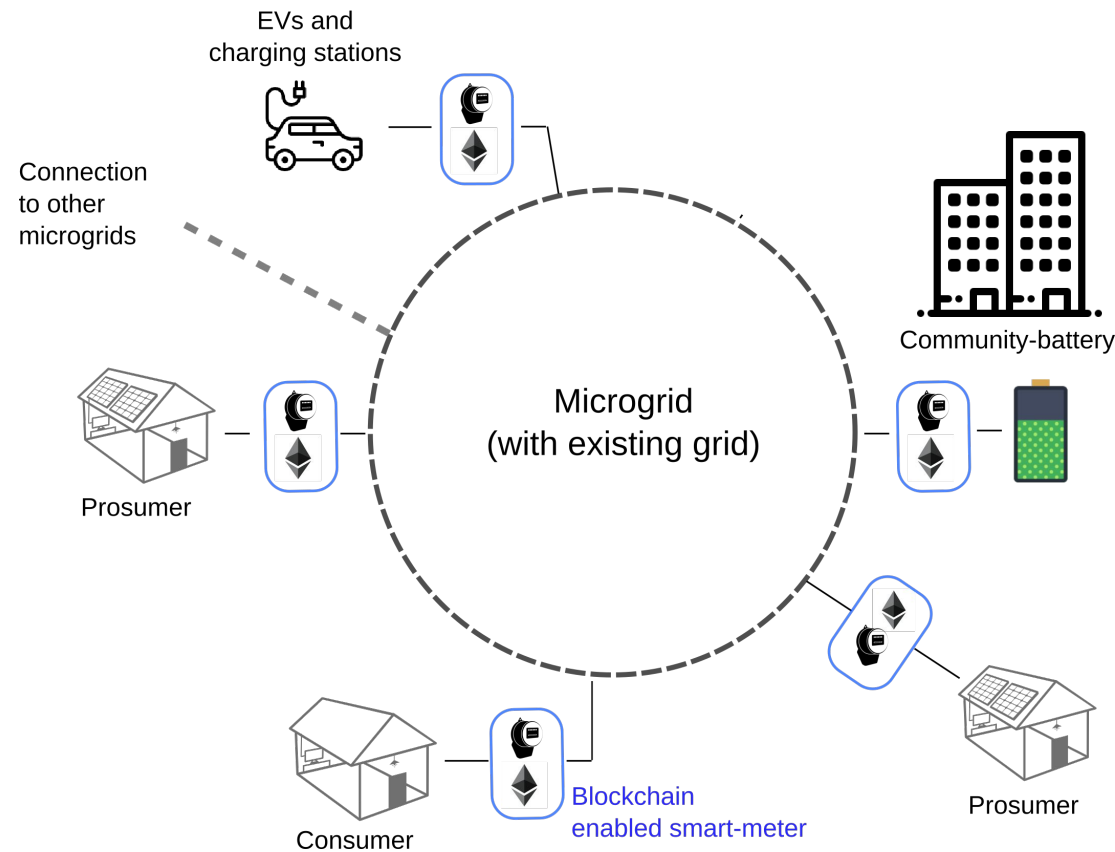 EVs and
charging stations
Connection
to other
microgrids
Community-battery
Microgrid
(with existing grid)
Prosumer
Blockchain
enabled smart-meter
Prosumer
Consumer